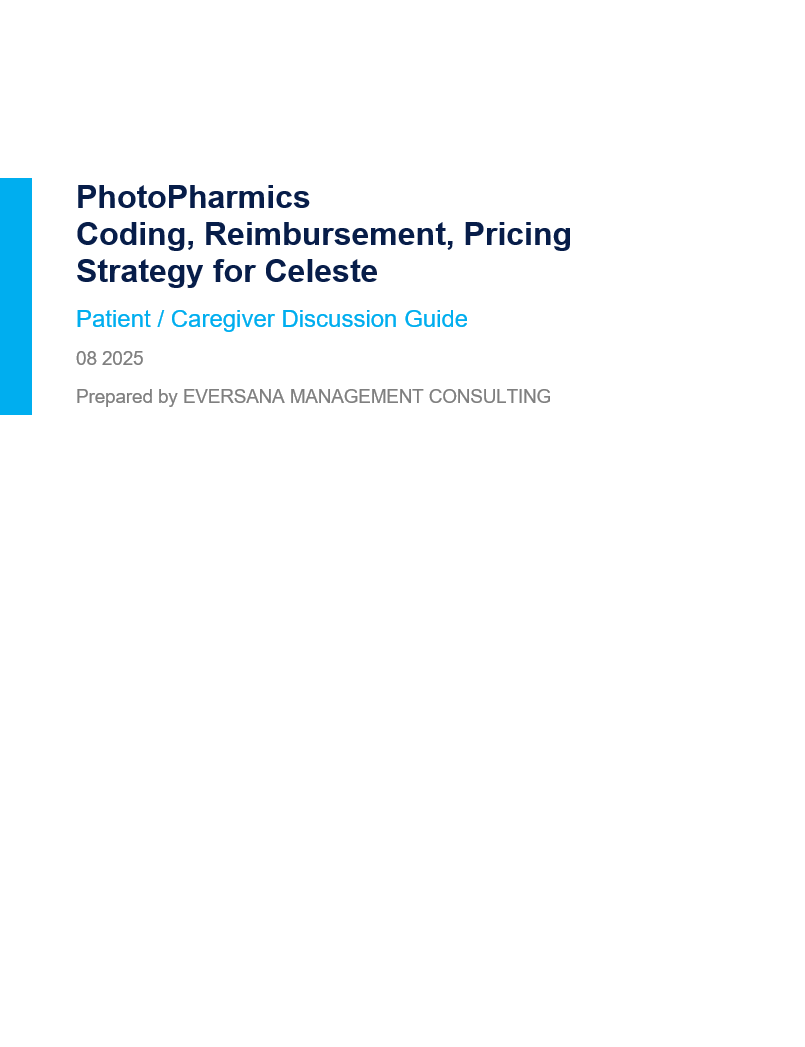 PhotoPharmics
Coding, Reimbursement, Pricing
Strategy for Celeste
Patient / Caregiver Discussion Guide
08 2025
Prepared by EVERSANA MANAGEMENT CONSULTING